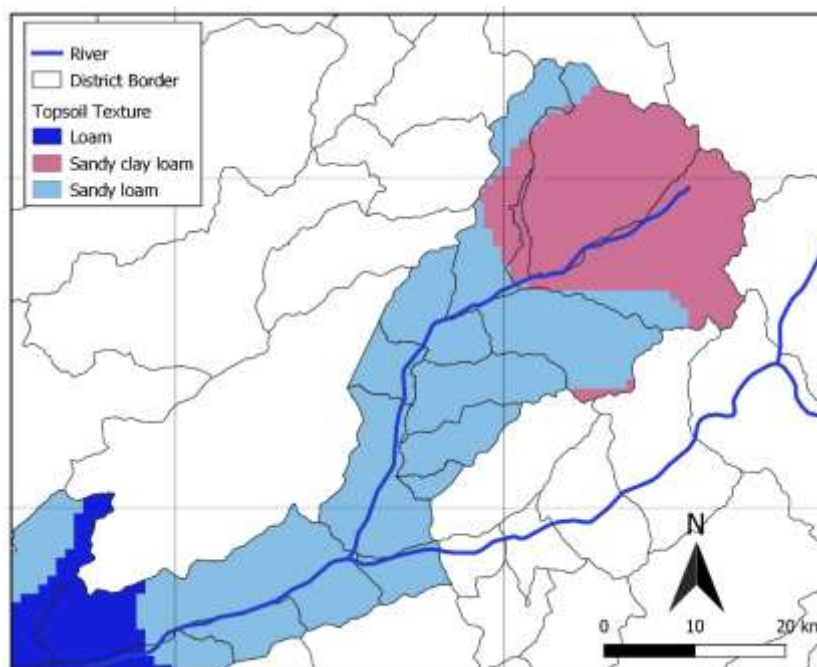 River
District Border
Topsoil Texture
Loam
Sandy clay loam
Sandy loam
N
0 10 20 km